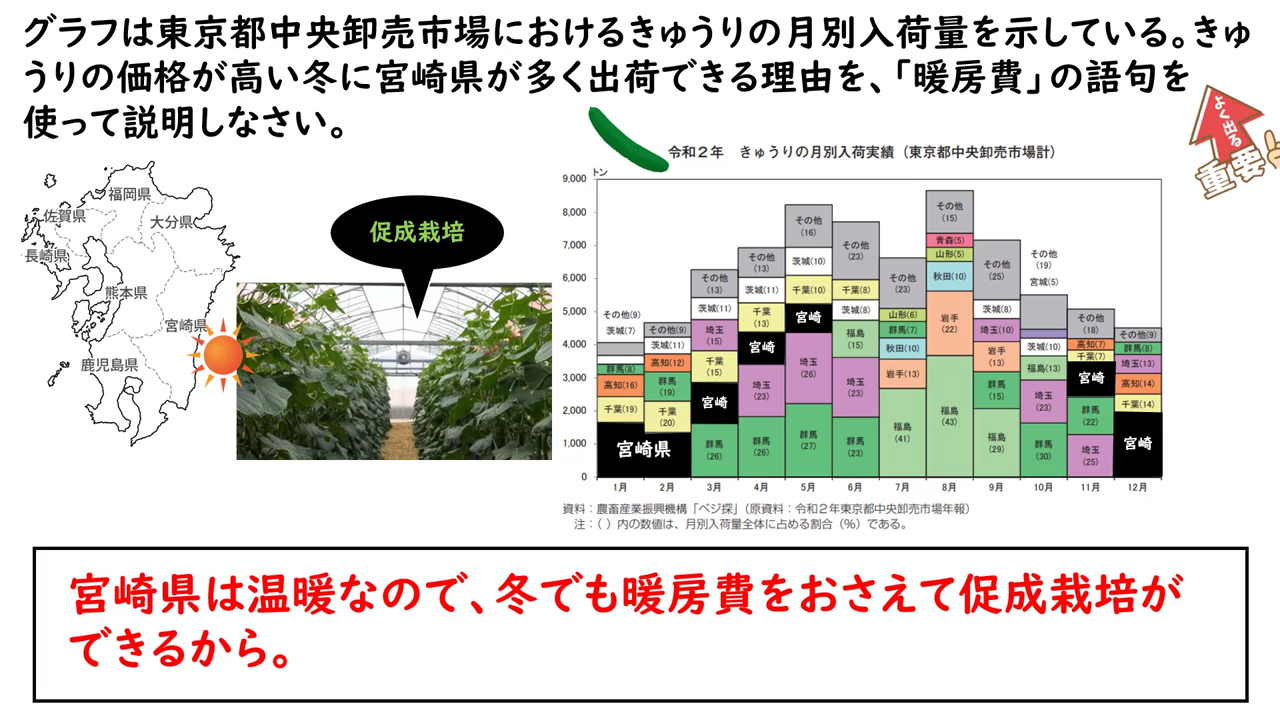 グラフは東京都中央卸売市場におけるきゅうりの月別入荷量を示している。きゅ
うりの価格が高い冬に宮崎県が多く出荷できる理由を、「暖房費」の語句を
使って説明しなさい。
よく出る
重要
福岡県
佐賀県
大分県
長崎県
熊本県
宮崎県
鹿児島県
促成栽培
令和2年 きゅうりの月別入荷実績(東京都中央卸売市場計)
トン
9,000
8,000
7,000
6,000
5,000
4,000
3,000
2,000
1,000
0
その他(9)
茨城(7)
群馬(8)
高知(16)
千葉(19)
宮崎県
その他(9)
茨城(11)
高知(12)
群馬
(19)
千葉
(20)
その他
(13)
茨城(11)
埼玉
(15)
千葉
(15)
宮崎
群馬
(26)
その他
(13)
茨城(11)
千葉
(13)
宮崎
埼玉
(23)
群馬
(26)
その他
(16)
茨城(10)
千葉(10)
宮崎
埼玉
(26)
群馬
(27)
その他
(23)
千葉(8)
茨城(8)
福島
(15)
埼玉
(23)
群馬
(23)
その他
(23)
山形(6)
群馬(7)
秋田(10)
岩手(13)
福島
(41)
その他
(15)
青森(5)
山形(5)
秋田(10)
岩手
(22)
福島
(43)
その他
(25)
茨城(8)
埼玉(10)
岩手
(13)
群馬
(15)
福島
(29)
その他
(19)
宮城(5)
茨城(10)
福島(13)
埼玉
(23)
群馬
(30)
その他
(18)
高知(7)
千葉(7)
宮崎
群馬
(22)
埼玉
(25)
その他(9)
群馬(8)
埼玉(13)
高知(14)
千葉(14)
宮崎
1月 2月 3月 4月 5月 6月 7月 8月 9月 10月 11月 12月
資料:農畜産業振興機構「ベジ探」(原資料:令和2年東京都中央卸売市場年報)
注:( )内の数値は、月別入荷量全体に占める割合(%)である。
宮崎県は温暖なので、冬でも暖房費をおさえて促成栽培が
できるから。